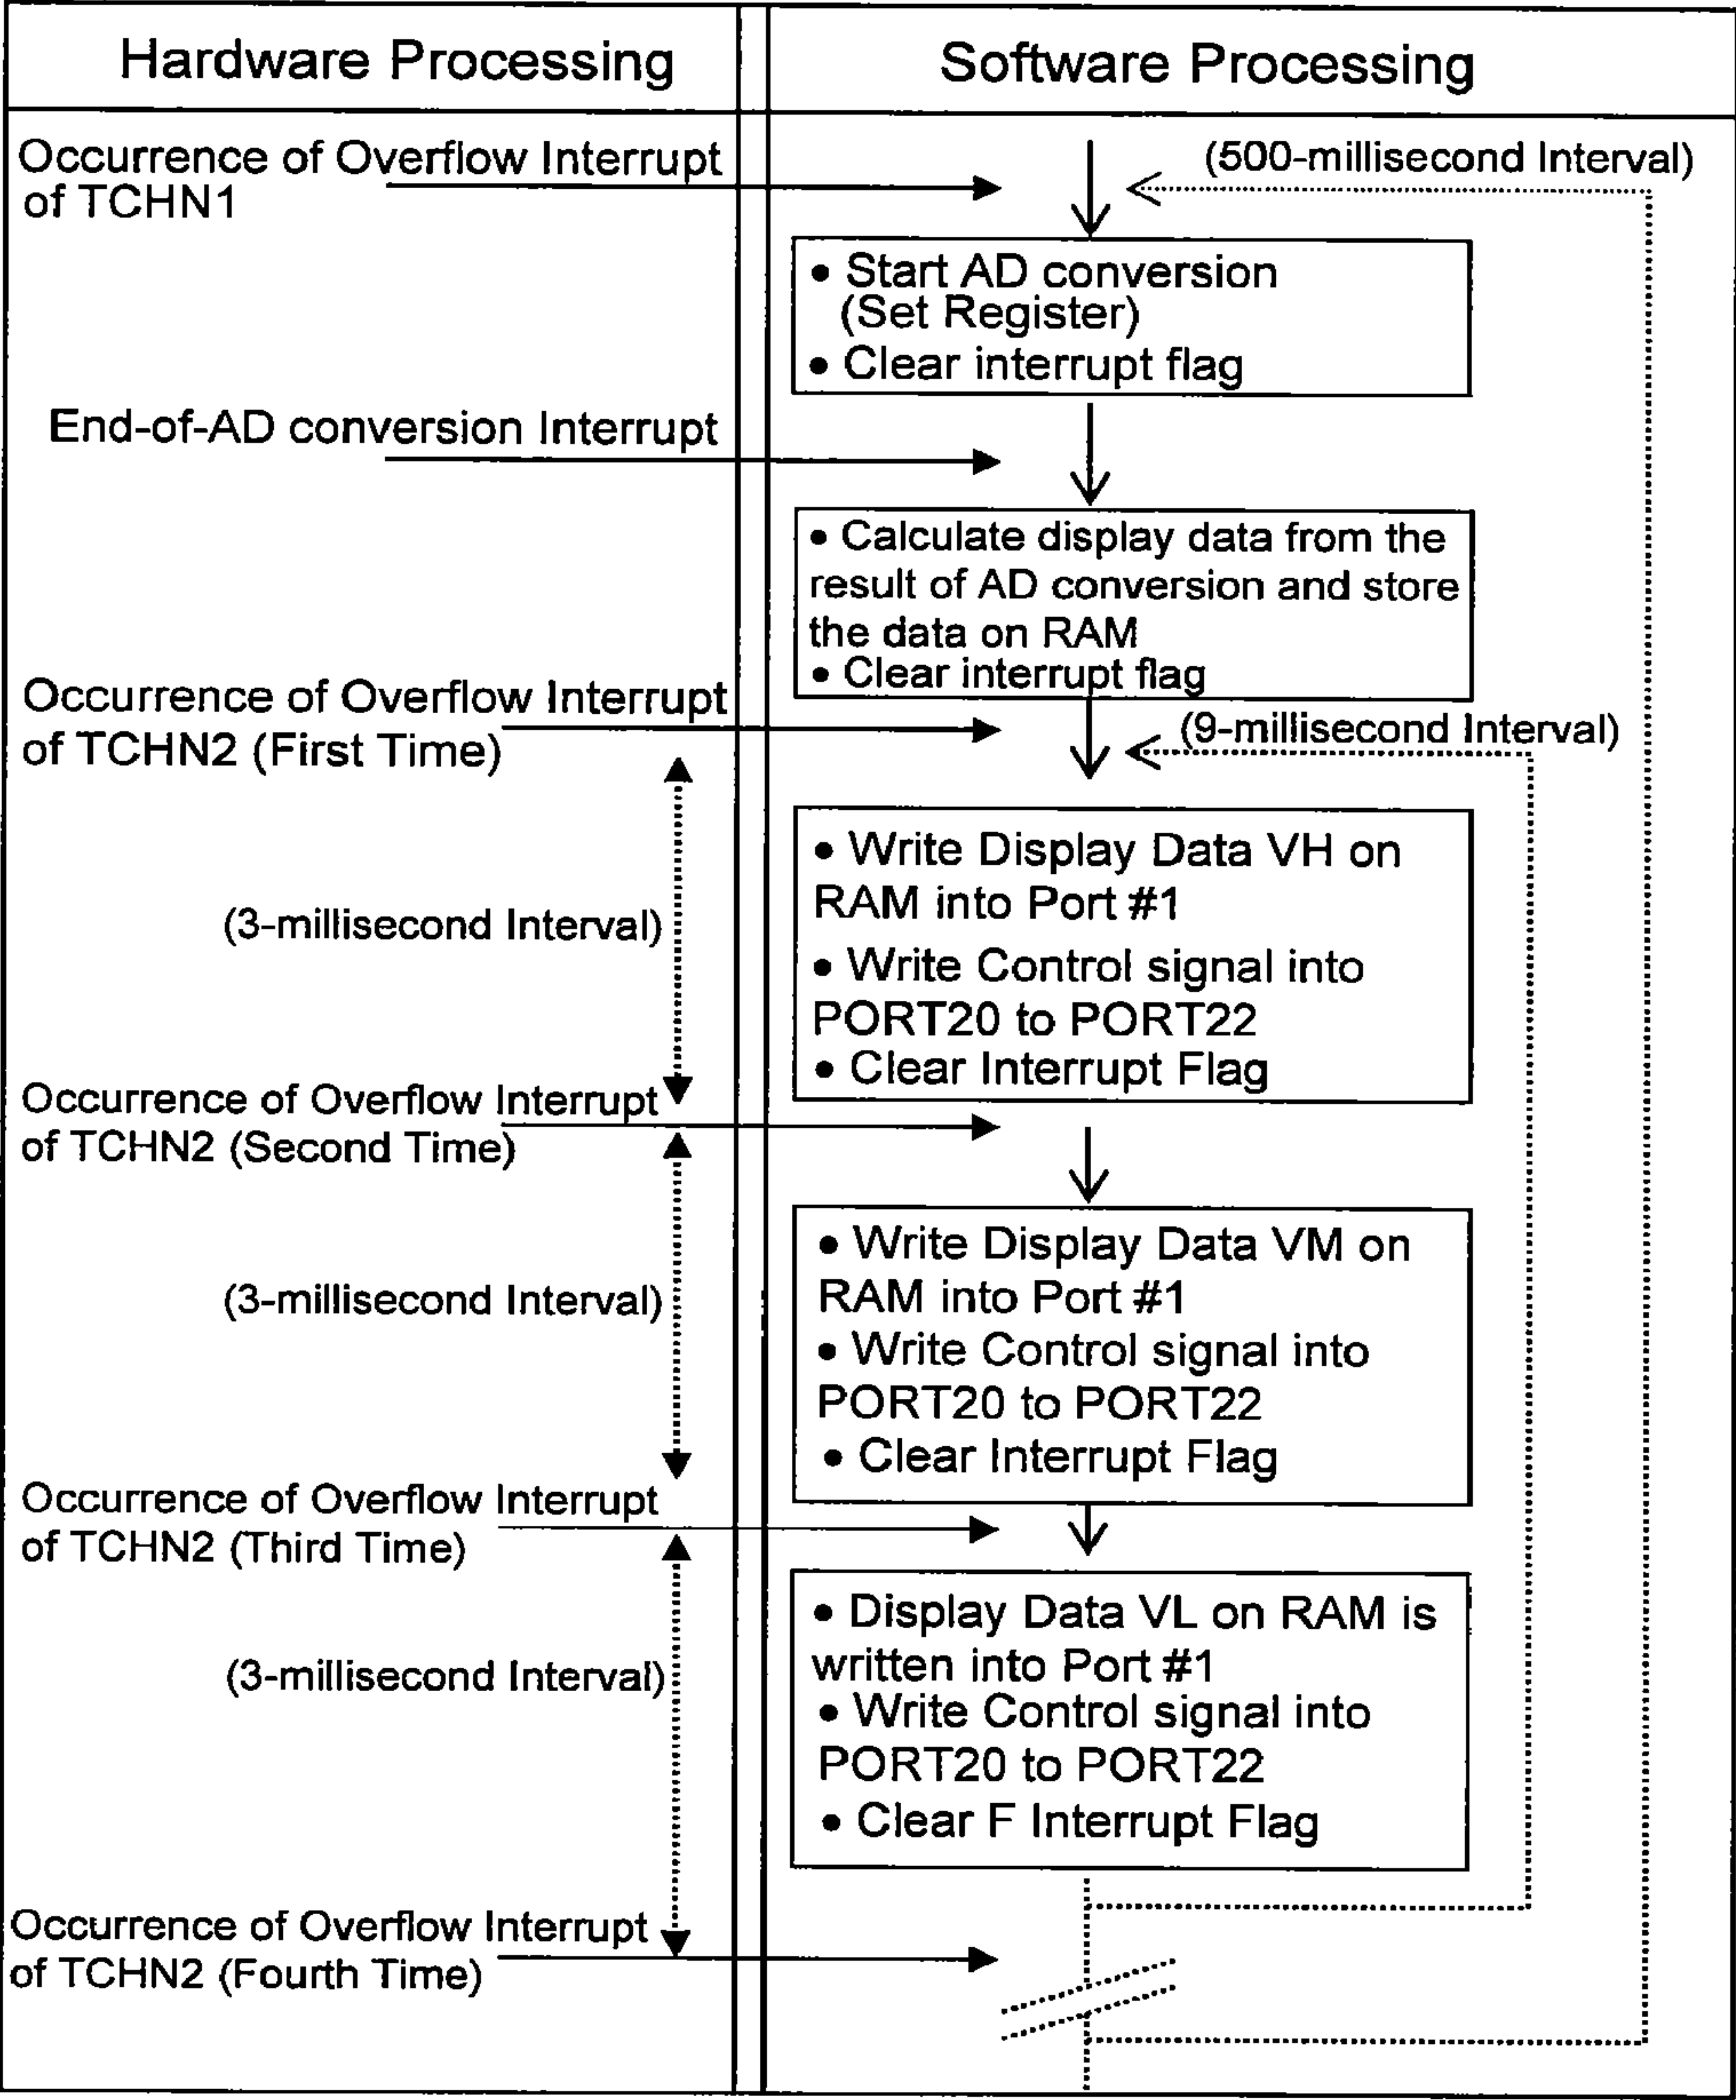 Hardware Processing
Software Processing
Occurrence of Overflow Interrupt
of TCHN1
(500-millisecond Interval)
• Start AD conversion
(Set Register)
• Clear interrupt flag
End-of-AD conversion Interrupt
• Calculate display data from the
result of AD conversion and store
the data on RAM
• Clear interrupt flag
Occurrence of Overflow Interrupt
of TCHN2 (First Time)
(9-millisecond Interval)
(3-millisecond Interval)
• Write Display Data VH on
RAM into Port #1
• Write Control signal into
PORT20 to PORT22
• Clear Interrupt Flag
Occurrence of Overflow Interrupt
of TCHN2 (Second Time)
(3-millisecond Interval)
• Write Display Data VM on
RAM into Port #1
• Write Control signal into
PORT20 to PORT22
• Clear Interrupt Flag
Occurrence of Overflow Interrupt
of TCHN2 (Third Time)
(3-millisecond Interval)
• Display Data VL on RAM is
written into Port #1
• Write Control signal into
PORT20 to PORT22
• Clear F Interrupt Flag
Occurrence of Overflow Interrupt
of TCHN2 (Fourth Time)